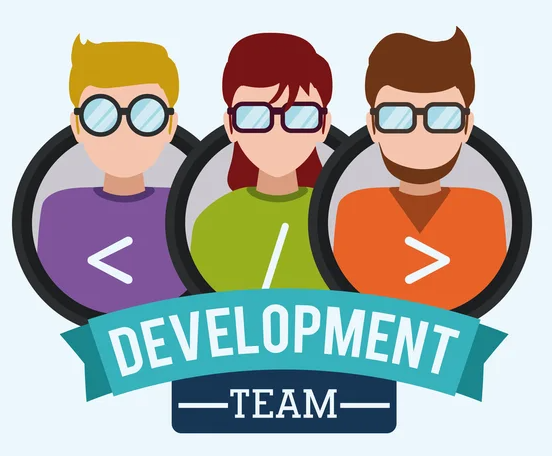 < / >
DEVELOPMENT
TEAM